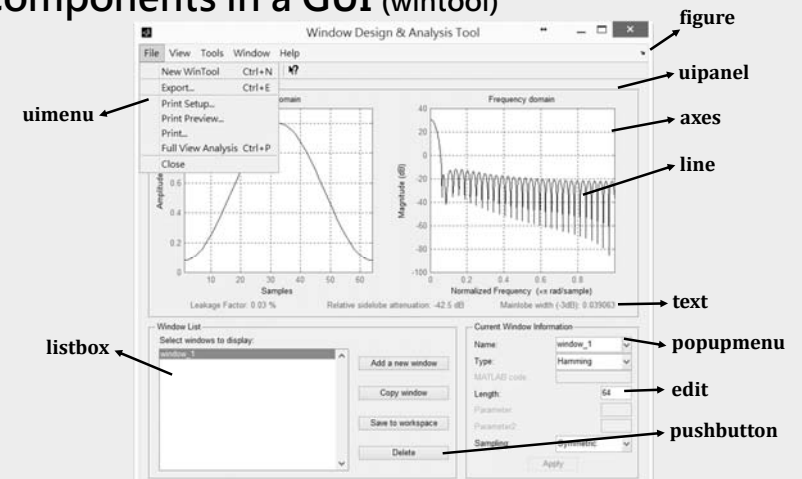 components in a GUI (wintool)
figure
Window Design & Analysis Tool
File View Tools Window Help
New WinTool Ctrl+N
Export... Ctrl+E
Print Setup...
Print Preview...
Print...
Full View Analysis Ctrl+P
Close
uimenu
uipanel
axes
line
text
omain
Amplitude
0.6
0.4
0.2
0
10 20 30 40 50 60
Samples
Frequency domain
Magnitude (dB)
40
20
0
-20
-40
-60
-80
-100
0 0.2 0.4 0.6 0.8
Normalized Frequency (×π rad/sample)
Leakage Factor: 0.03 % Relative sidelobe attenuation: -42.5 dB Mainlobe width (-3dB): 0.039063
listbox
Window List
Select windows to display:
window_1
Add a new window
Copy window
Save to workspace
Delete
Current Window Information
Name: window_1
Type: Hamming
MATLAB code:
Length: 64
Parameter
Parameter2
Sampling: Symmetric
Apply
popupmenu
edit
pushbutton